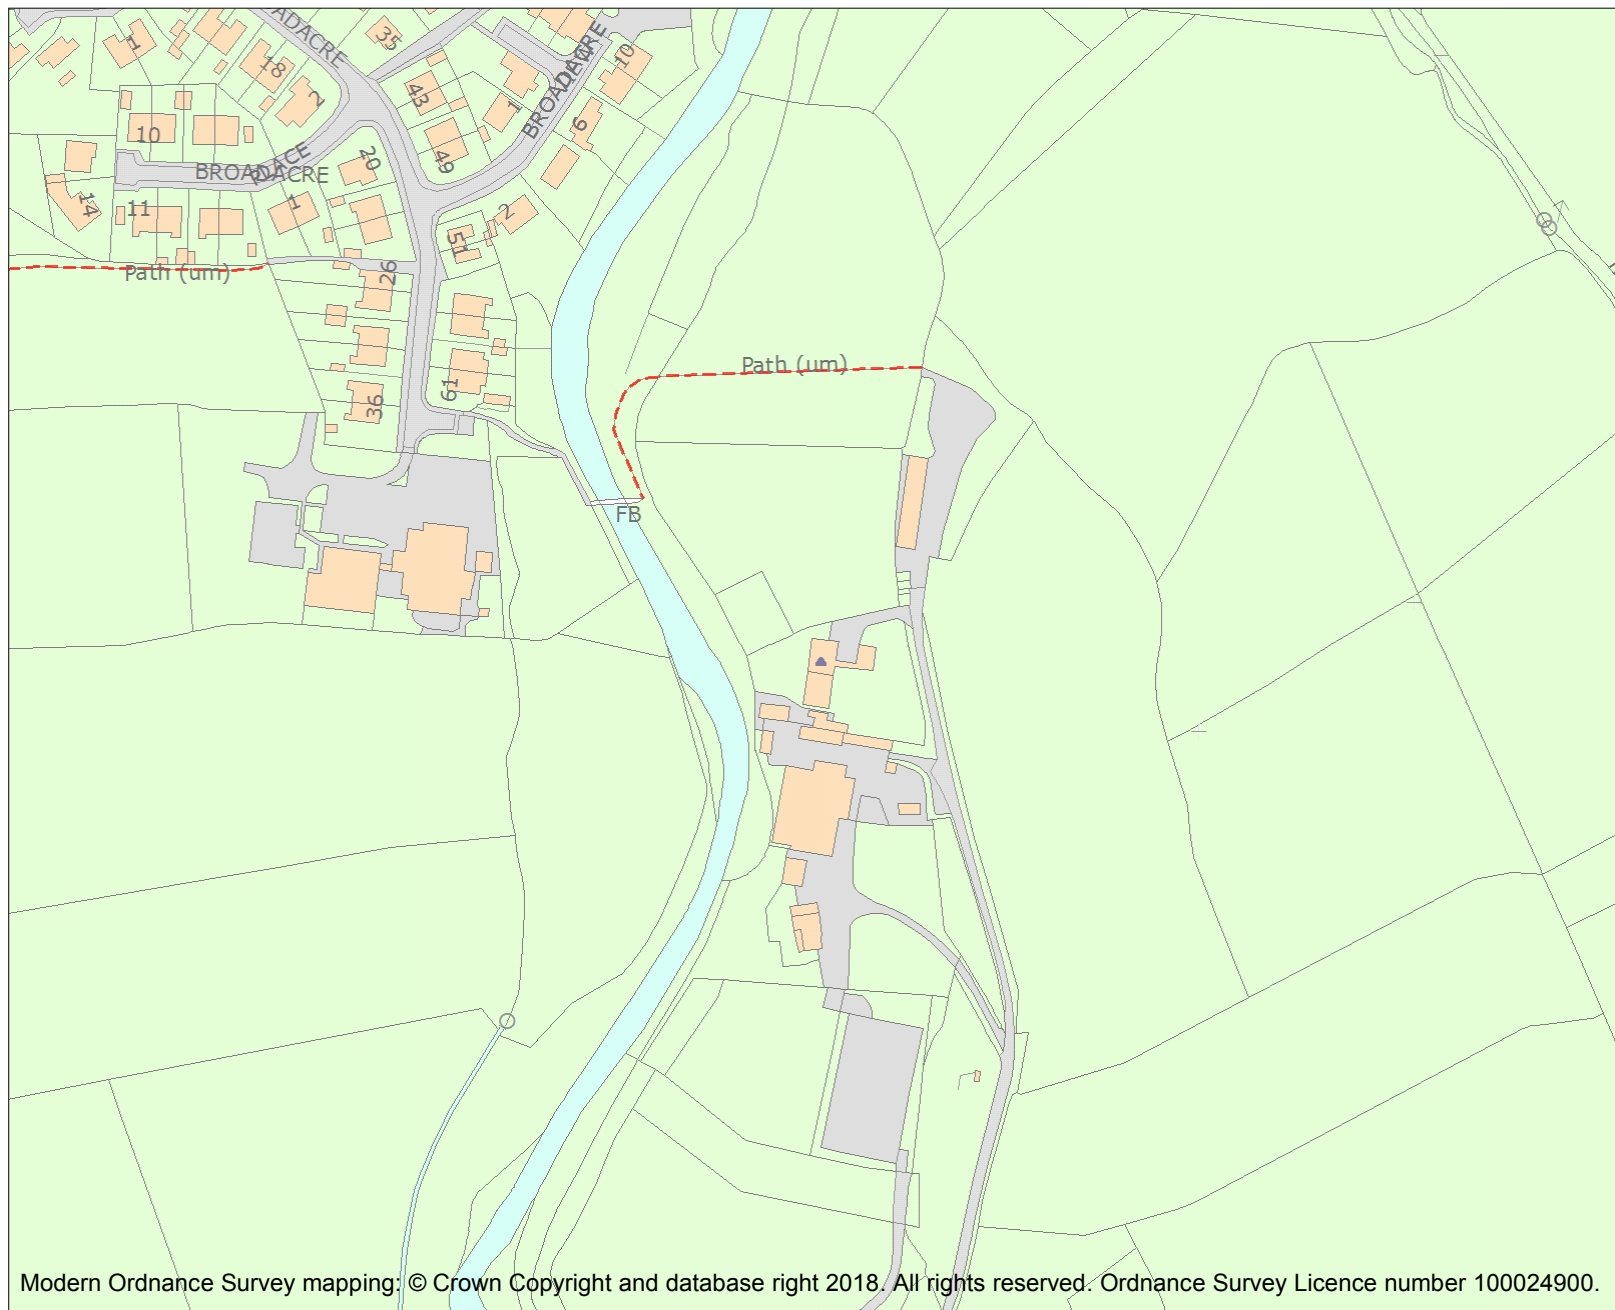 ADACRE
35
BROADACRE
10
1
18
2
43
1
6
10
49
BROADACRE
20
14
11
1
2
51
Path (um)
26
Path (um)
61
36
FB
Modern Ordnance Survey mapping: © Crown Copyright and database right 2018. All rights reserved. Ordnance Survey Licence number 100024900.